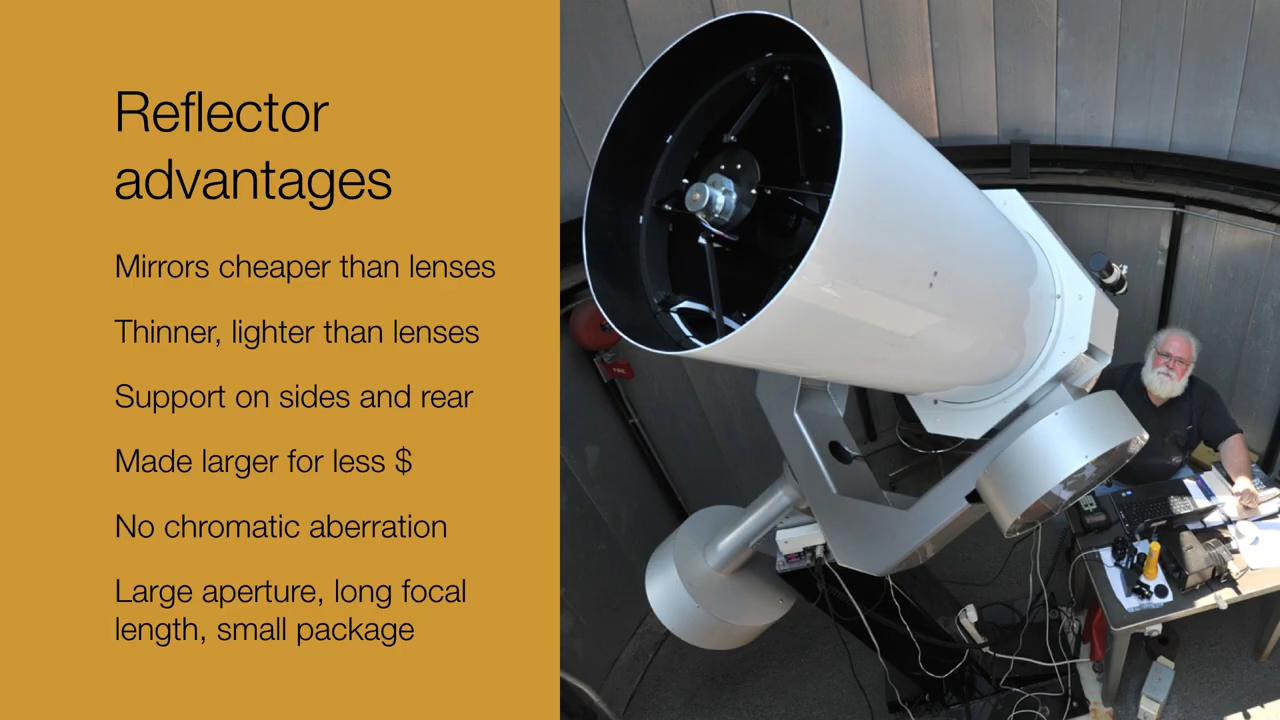 Reflector
advantages
Mirrors cheaper than lenses
Thinner, lighter than lenses
Support on sides and rear
Made larger for less $
No chromatic aberration
Large aperture, long focal
length, small package
FIRE